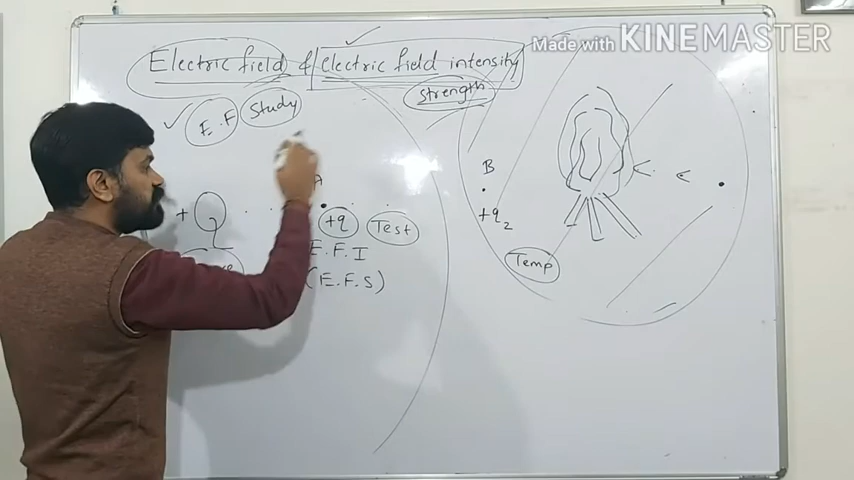 Made with KINEMASTER
Electric field & electric field intensity
strength
E.F Study
A
B
+Q
+q Test
+q2
E.F.I
(E.F.S)
Temp